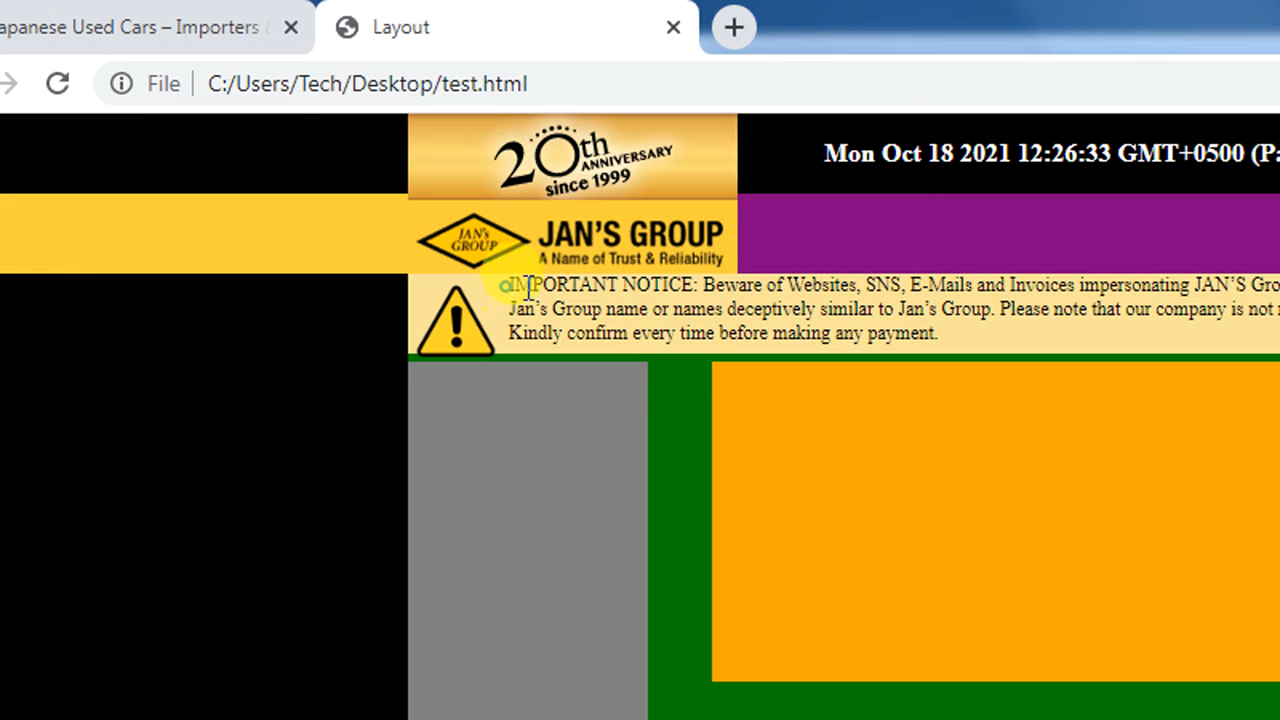 apanese Used Cars – Importers
Layout
File
C:/Users/Tech/Desktop/test.html
20th
ANNIVERSARY
since 1999
Mon Oct 18 2021 12:26:33 GMT+0500
JAN'S
GROUP
JAN'S GROUP
A Name of Trust & Reliability
IMPORTANT NOTICE: Beware of Websites, SNS, E-Mails and Invoices impersonating JAN'S
Jan's Group name or names deceptively similar to Jan's Group. Please note that our company is not
Kindly confirm every time before making any payment.